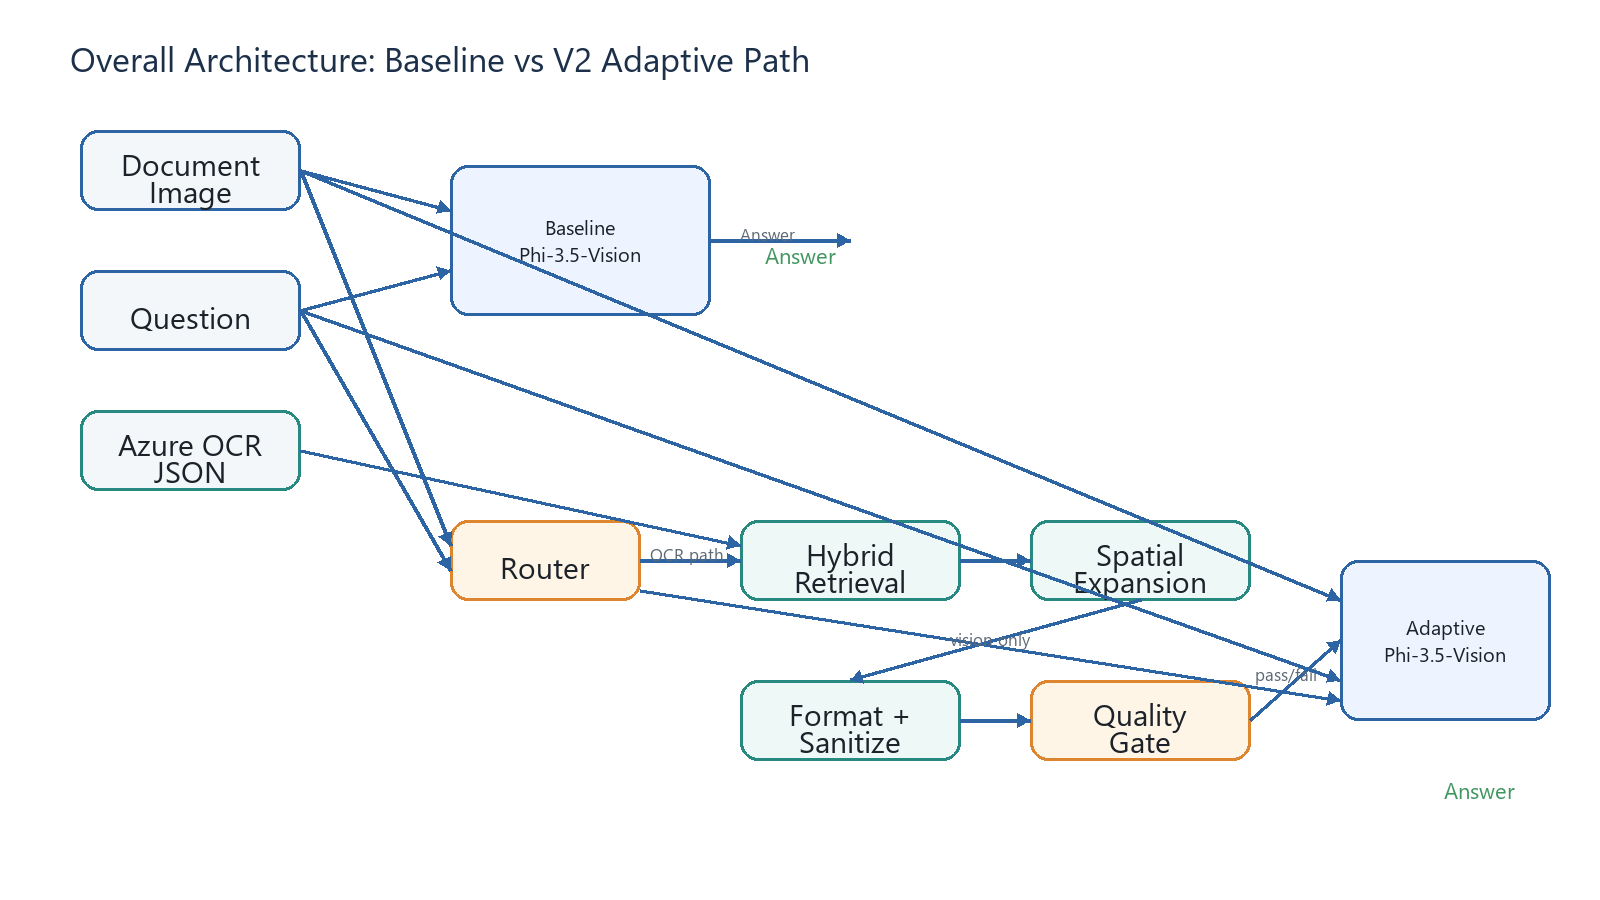 Overall Architecture: Baseline vs V2 Adaptive Path
Document
Image
Baseline
Phi-3.5-Vision
Answer
Answer
Question
Azure OCR
JSON
Router
OCR path
Hybrid
Retrieval
Spatial
Expansion
vision-only
Adaptive
Phi-3.5-Vision
pass/fail
Format +
Sanitize
Quality
Gate
Answer